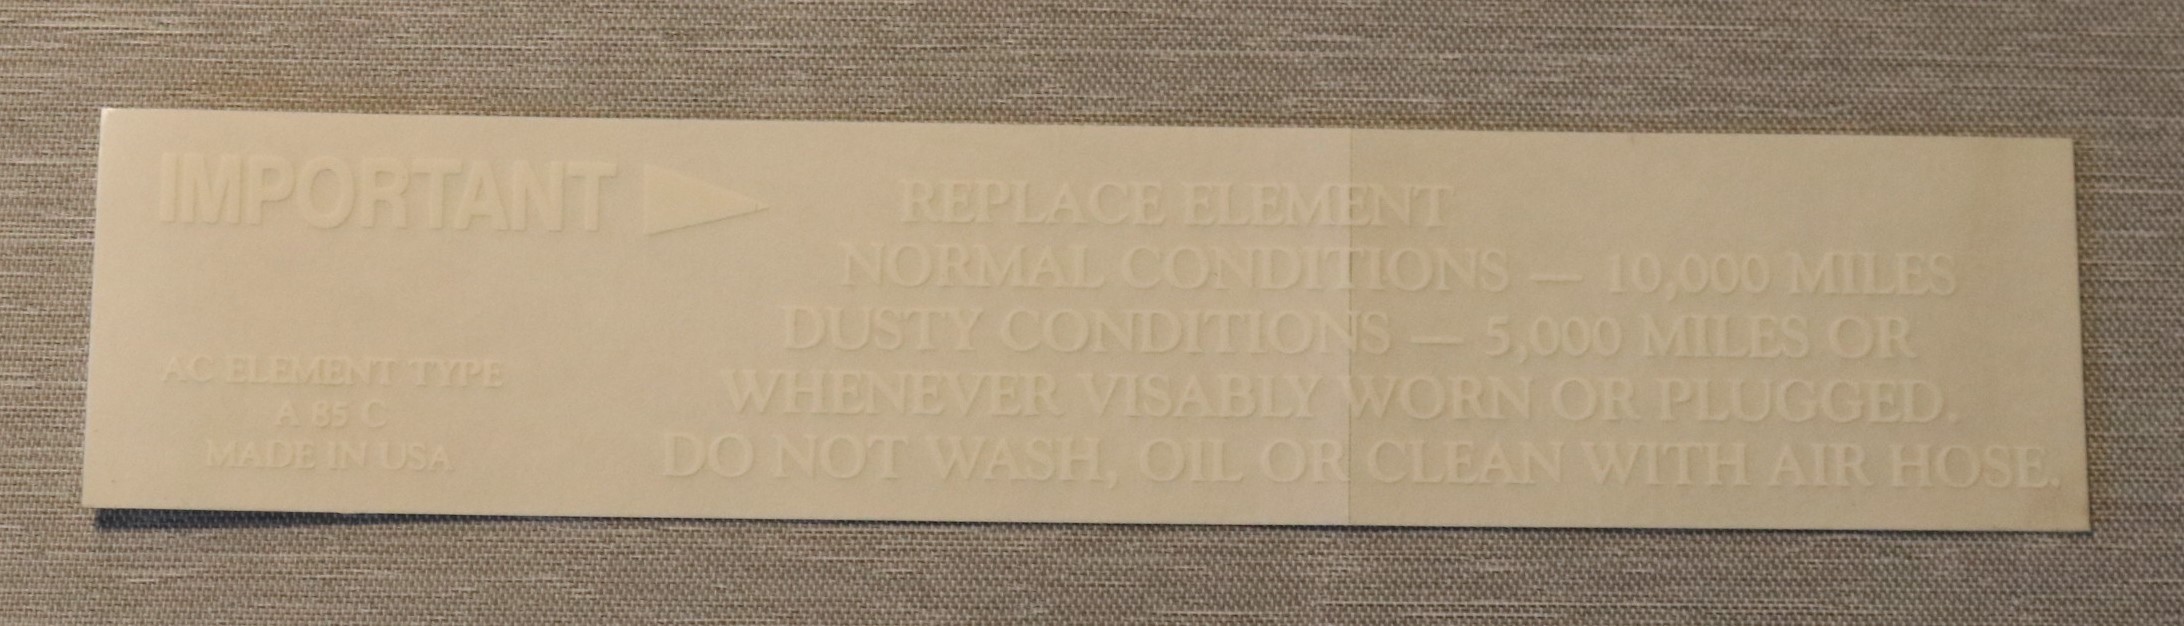 IMPORTANT
REPLACE ELEMENT
NORMAL CONDITIONS — 10,000 MILES
DUSTY CONDITIONS — 5,000 MILES OR
WHENEVER VISABLY WORN OR PLUGGED.
DO NOT WASH, OIL OR CLEAN WITH AIR HOSE.
AC ELEMENT TYPE
A 85 C
MADE IN USA